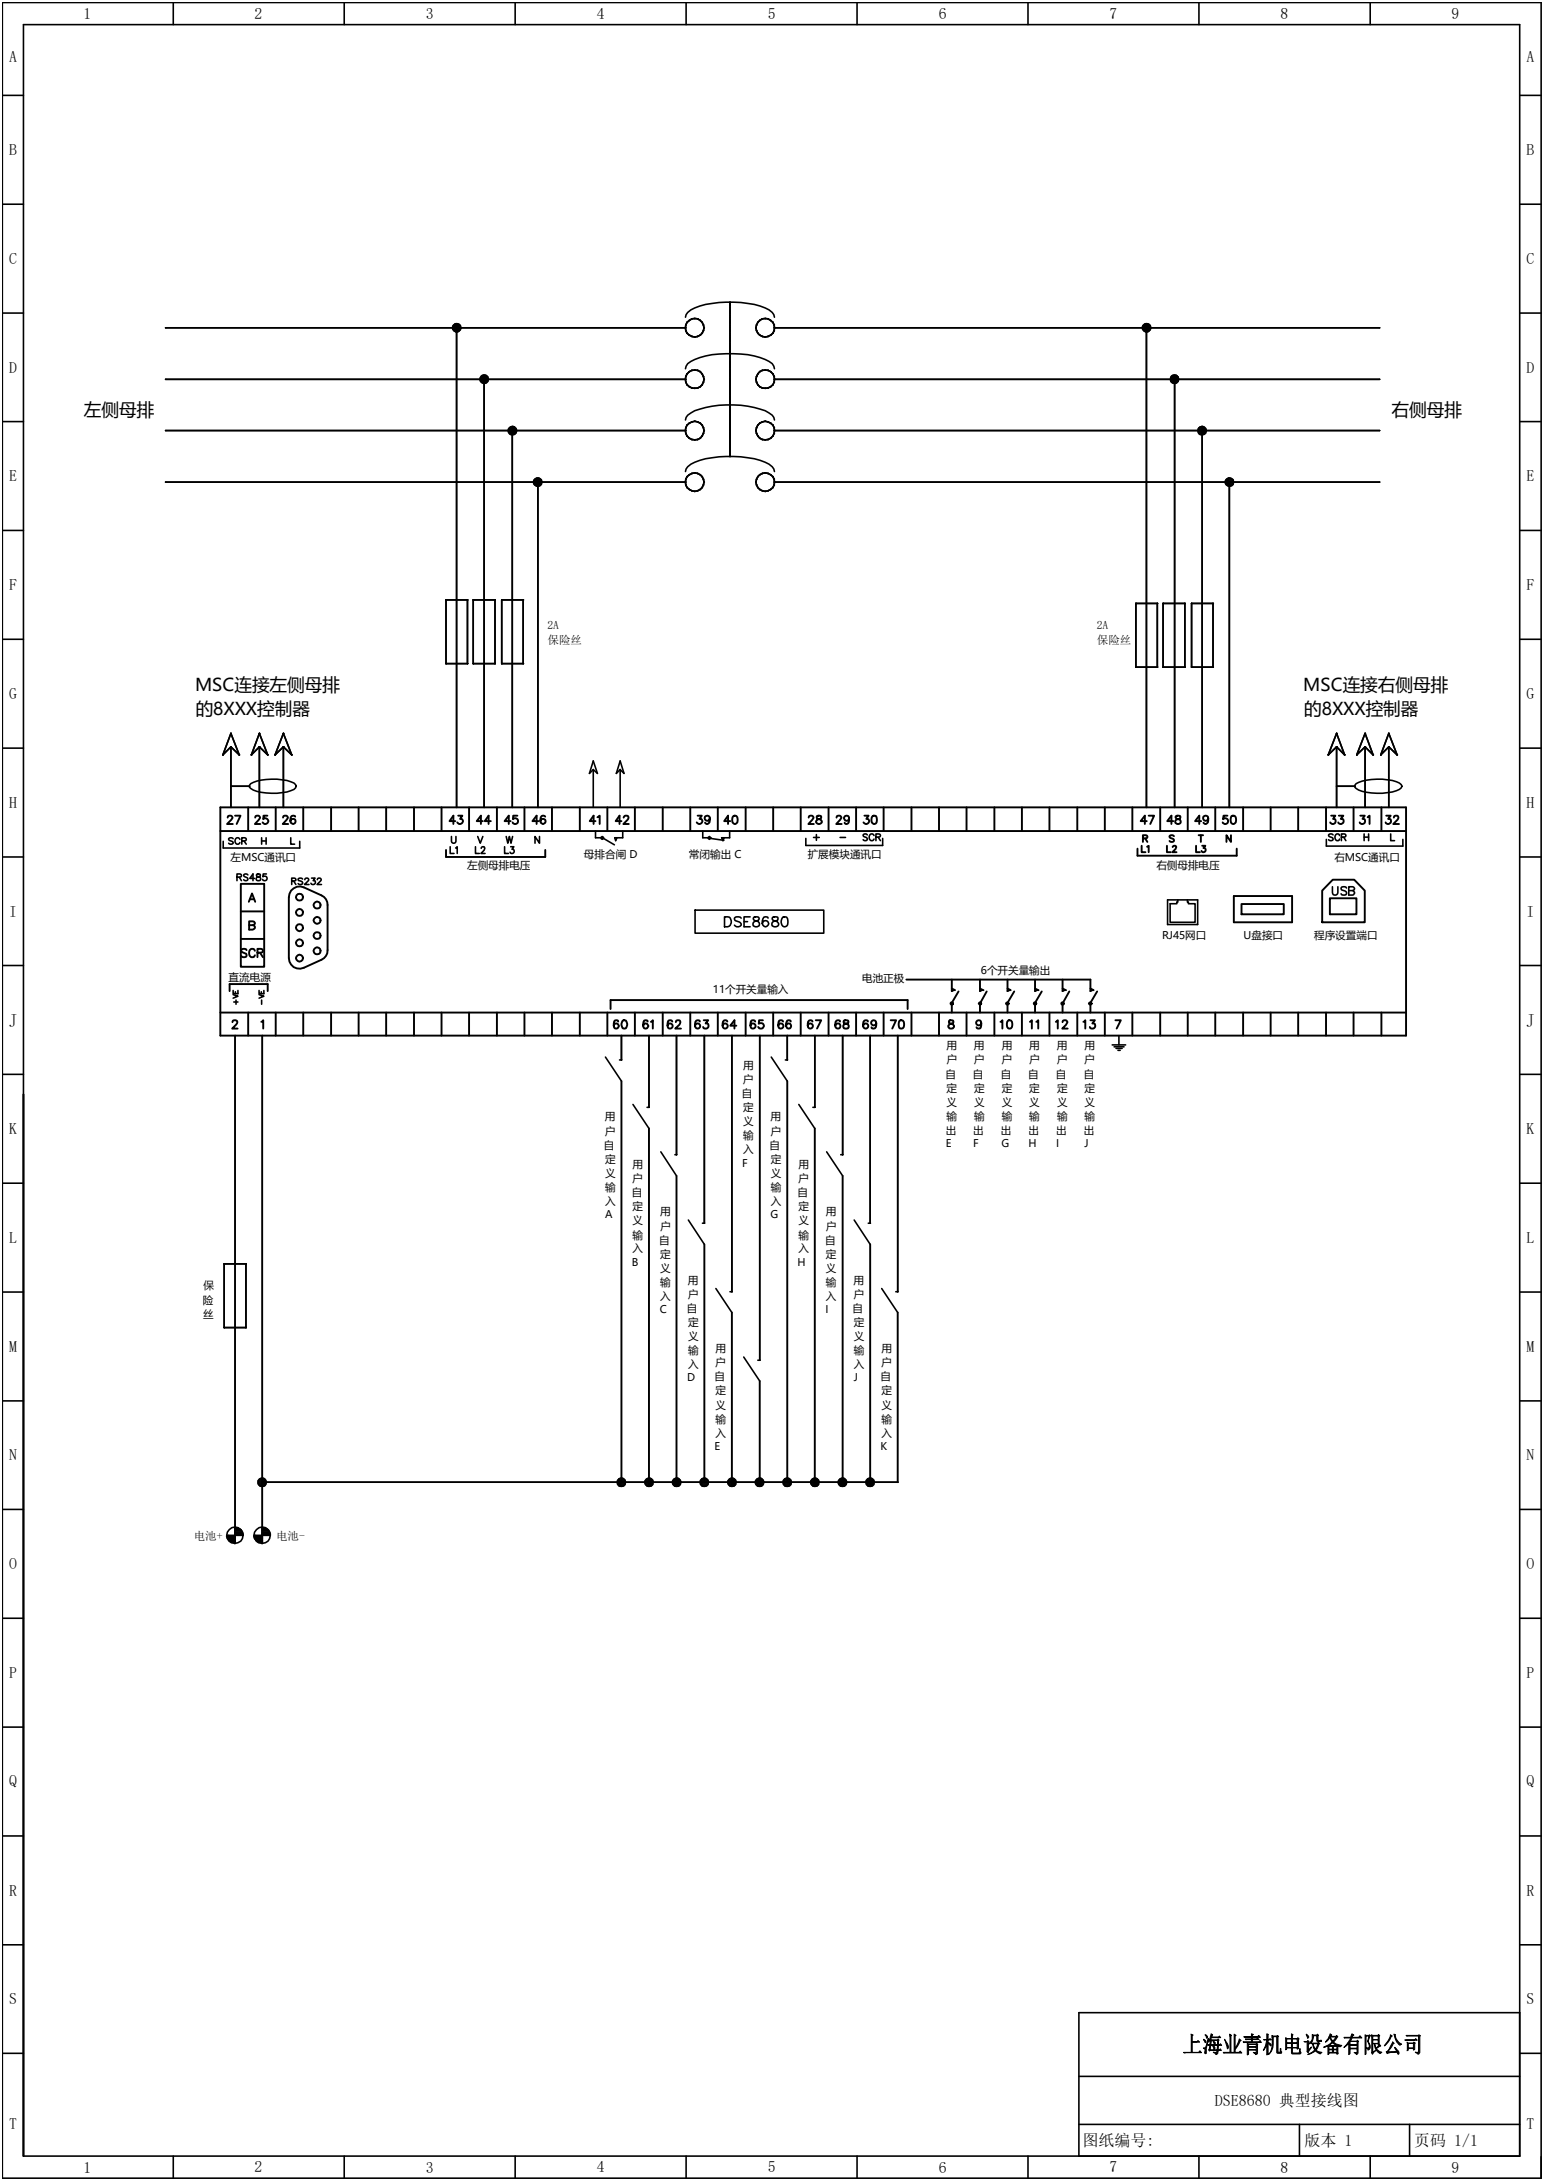 1 2 3 4 5 6 7 8 9
A A
B B
C C
D D
左侧母排 右侧母排
E E
F F
2A 2A
保险丝 保险丝
MSC连接左侧母排 MSC连接右侧母排
G G
的8XXX控制器 的8XXX控制器
H H
27 25 26 43 44 45 46 41 42 39 40 28 29 30 47 48 49 50 33 31 32
SCR H L U V W N + - SCR R S T N SCR H L
L1 L2 L3 L1 L2 L3
左MSC通讯口 左侧母排电压 母排合闸 D 常闭输出 C 扩展模块通讯口 右侧母排电压 右MSC通讯口
RS485 RS232
A
USB
I I
B
DSE8680
RJ45网口 U盘接口 程序设置端口
SCR
直流电源
+VE -VE
电池正极 6个开关量输出
11个开关量输入
J J
2 1 60 61 62 63 64 65 66 67 68 69 70 8 9 10 11 12 13 7
用户自定义输入A
用户自定义输入B
用户自定义输入C
用户自定义输入D
用户自定义输入E
用户自定义输入F
用户自定义输入G
用户自定义输入H
用户自定义输入I
用户自定义输入J
用户自定义输入K
用户自定义输出E
用户自定义输出F
用户自定义输出G
用户自定义输出H
用户自定义输出I
用户自定义输出J
K K
L L
保险丝
M M
N N
电池+ 电池-
O O
P P
Q Q
R R
S S
上海业青机电设备有限公司
DSE8680 典型接线图
T T
图纸编号: 版本 1 页码 1/1
1 2 3 4 5 6 7 8 9